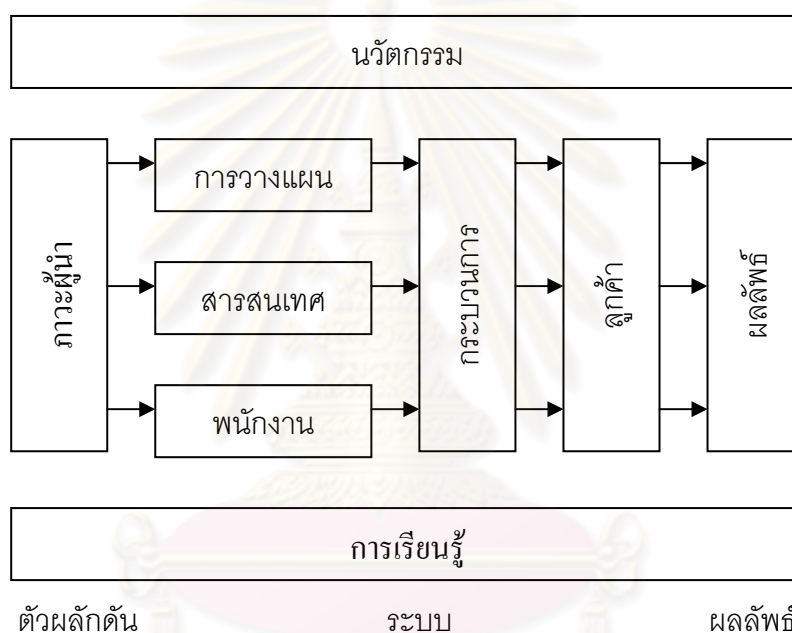 นวัตกรรม
ภาวะผู้นำ
การวางแผน
สารสนเทศ
พนักงาน
กระบวนการ
ลูกค้า
ผลลัพธ์
การเรียนรู้
ตัวผลักดัน ระบบ ผลลัพธ์